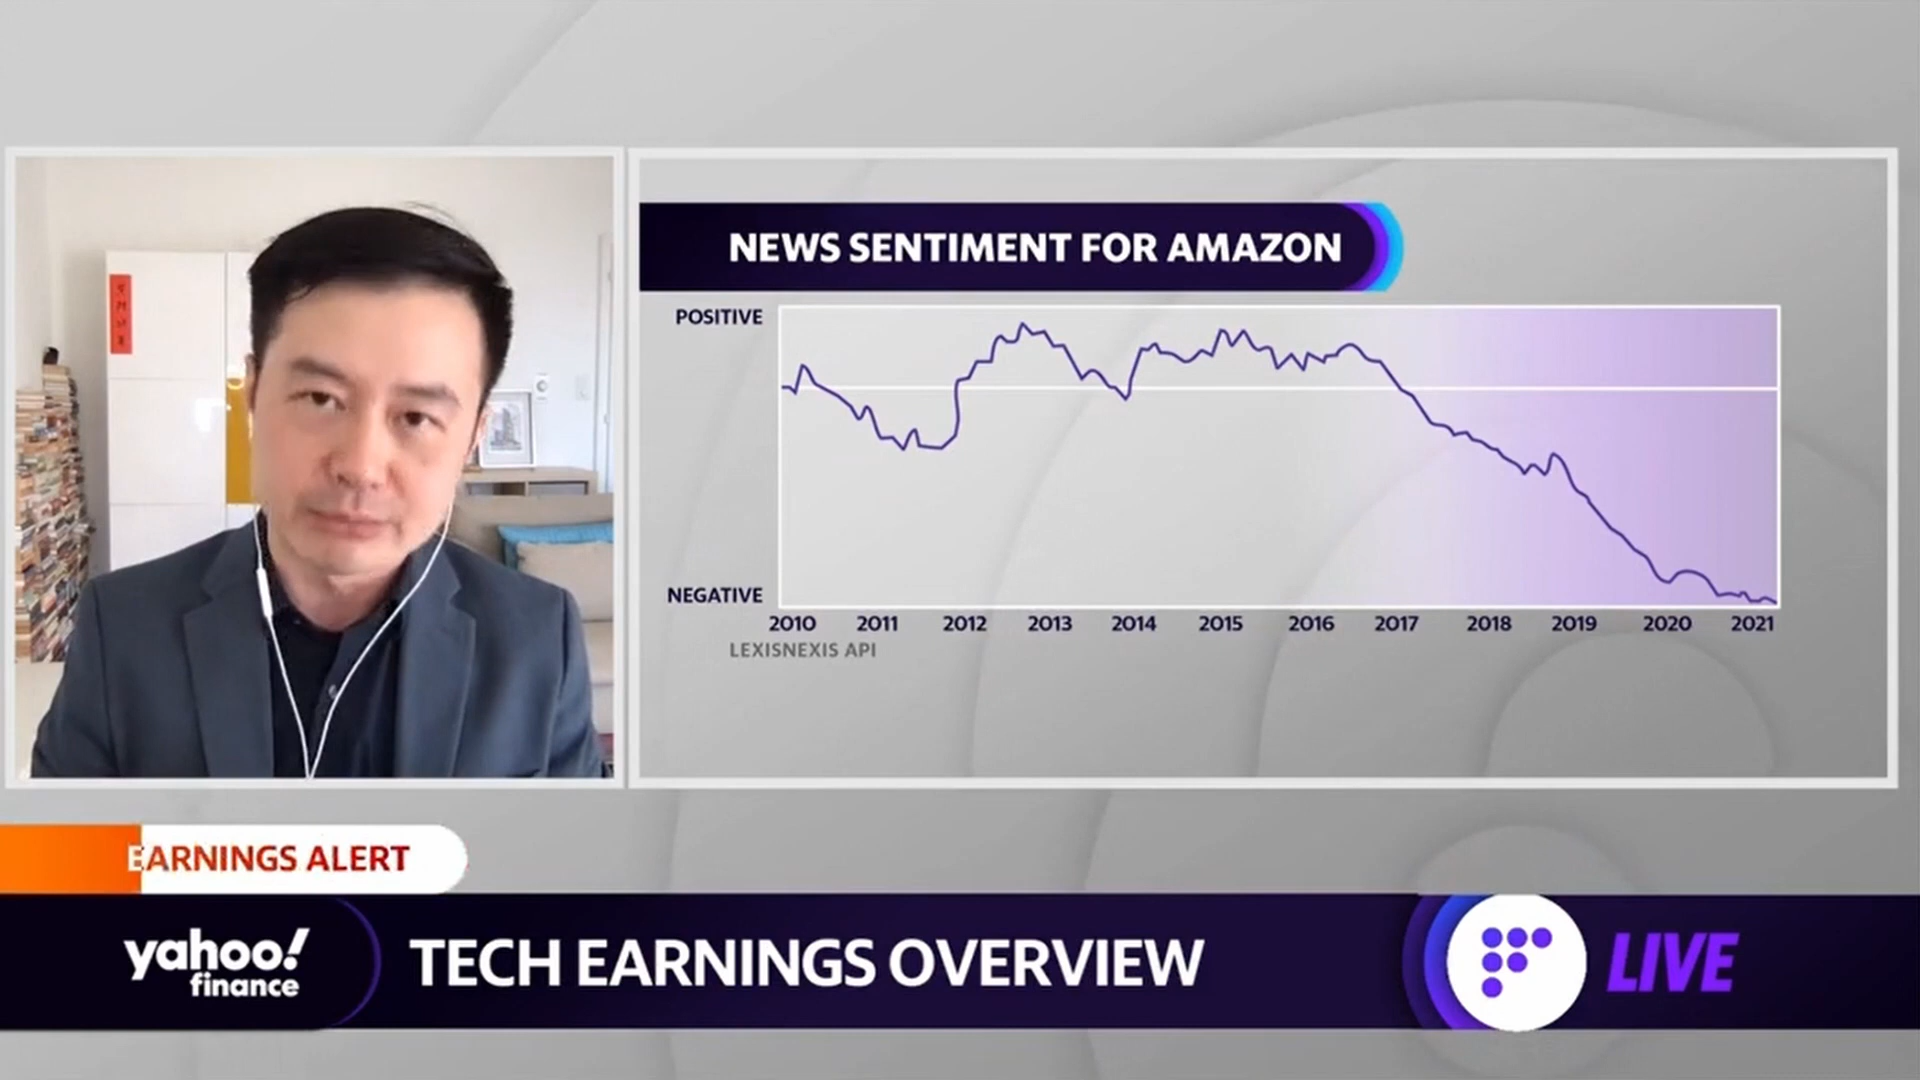 NEWS SENTIMENT FOR AMAZON
POSITIVE
NEGATIVE
2010 2011 2012 2013 2014 2015 2016 2017 2018 2019 2020 2021
LEXISNEXIS API
EARNINGS ALERT
yahoo!
finance
TECH EARNINGS OVERVIEW
LIVE